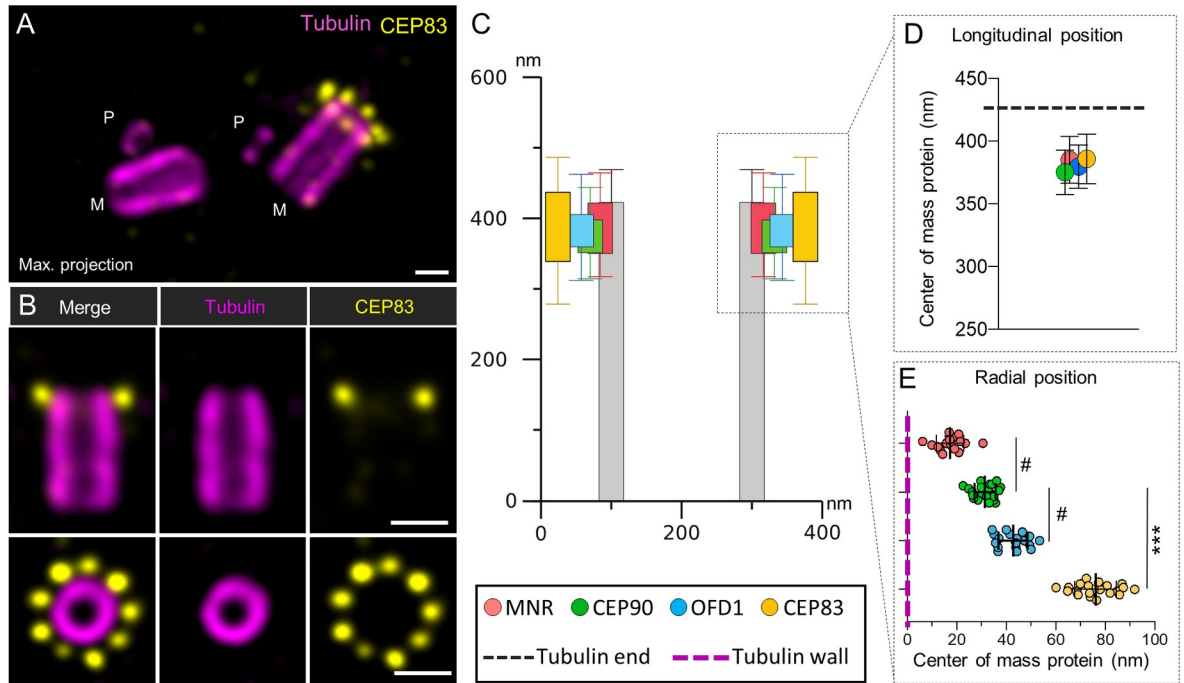 A
Tubulin CEP83
P
P
M
M
Max. projection
B
Merge
Tubulin
CEP83
C
nm
600
400
200
0
nm
0
200
400
MNR
CEP90
OFD1
CEP83
Tubulin end
Tubulin wall
D
Longitudinal position
Center of mass protein (nm)
450
400
350
300
250
E
Radial position
#
#
***
0
20
40
60
80
100
Center of mass protein (nm)